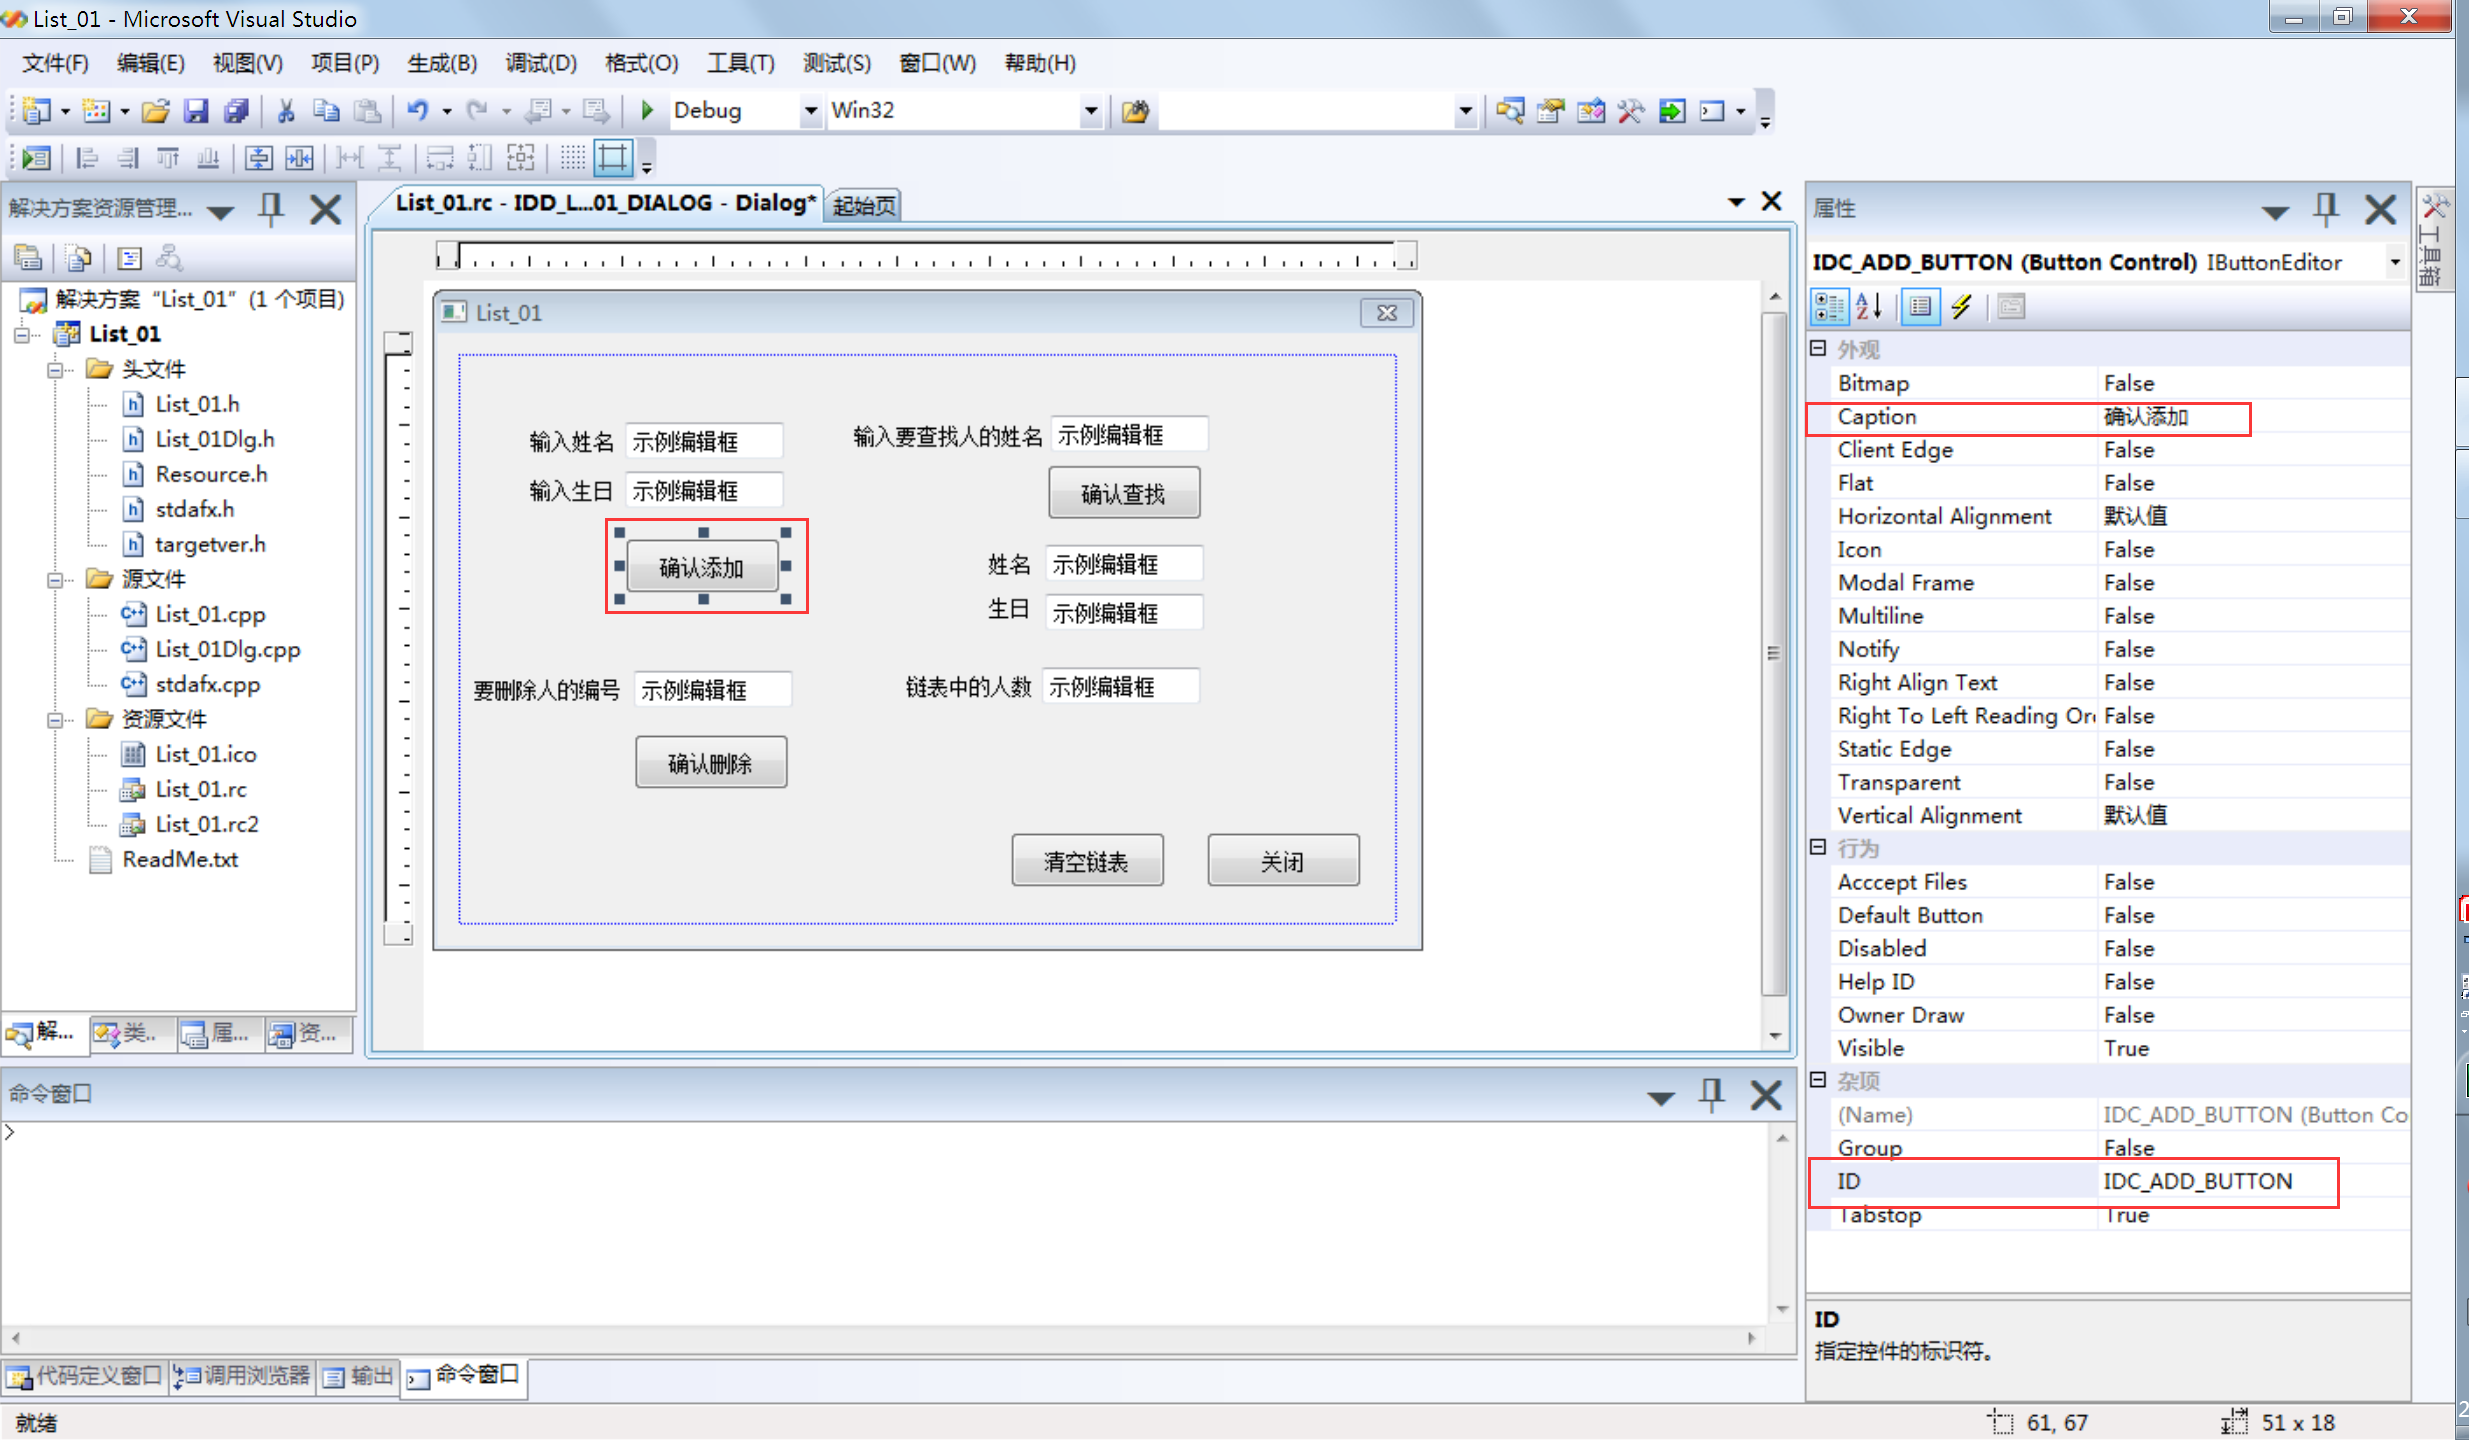 List_01 - Microsoft Visual Studio
文件(F) 编辑(E) 视图(V) 项目(P) 生成(B) 调试(D) 格式(O) 工具(T) 测试(S) 窗口(W) 帮助(H)
Debug Win32
解决方案资源管理...
解决方案 “List_01” (1 个项目)
List_01
头文件
List_01.h
List_01Dlg.h
Resource.h
stdafx.h
targetver.h
源文件
List_01.cpp
List_01Dlg.cpp
stdafx.cpp
资源文件
List_01.ico
List_01.rc
List_01.rc2
ReadMe.txt
解... 类.. 属... 资...
List_01.rc - IDD_L...01_DIALOG - Dialog* 起始页
List_01
输入姓名 示例编辑框
输入生日 示例编辑框
确认添加
要删除人的编号 示例编辑框
确认删除
输入要查找人的姓名 示例编辑框
确认查找
姓名 示例编辑框
生日 示例编辑框
链表中的人数 示例编辑框
清空链表 关闭
属性
IDC_ADD_BUTTON (Button Control) IButtonEditor
外观
Bitmap False
Caption 确认添加
Client Edge False
Flat False
Horizontal Alignment 默认值
Icon False
Modal Frame False
Multiline False
Notify False
Right Align Text False
Right To Left Reading Or False
Static Edge False
Transparent False
Vertical Alignment 默认值
行为
Acccept Files False
Default Button False
Disabled False
Help ID False
Owner Draw False
Visible True
杂项
(Name) IDC_ADD_BUTTON (Button Co
Group False
ID IDC_ADD_BUTTON
Tabstop True
ID
指定控件的标识符。
工具箱
命令窗口
>
代码定义窗口 调用浏览器 输出 命令窗口
就绪 61, 67 51 x 18